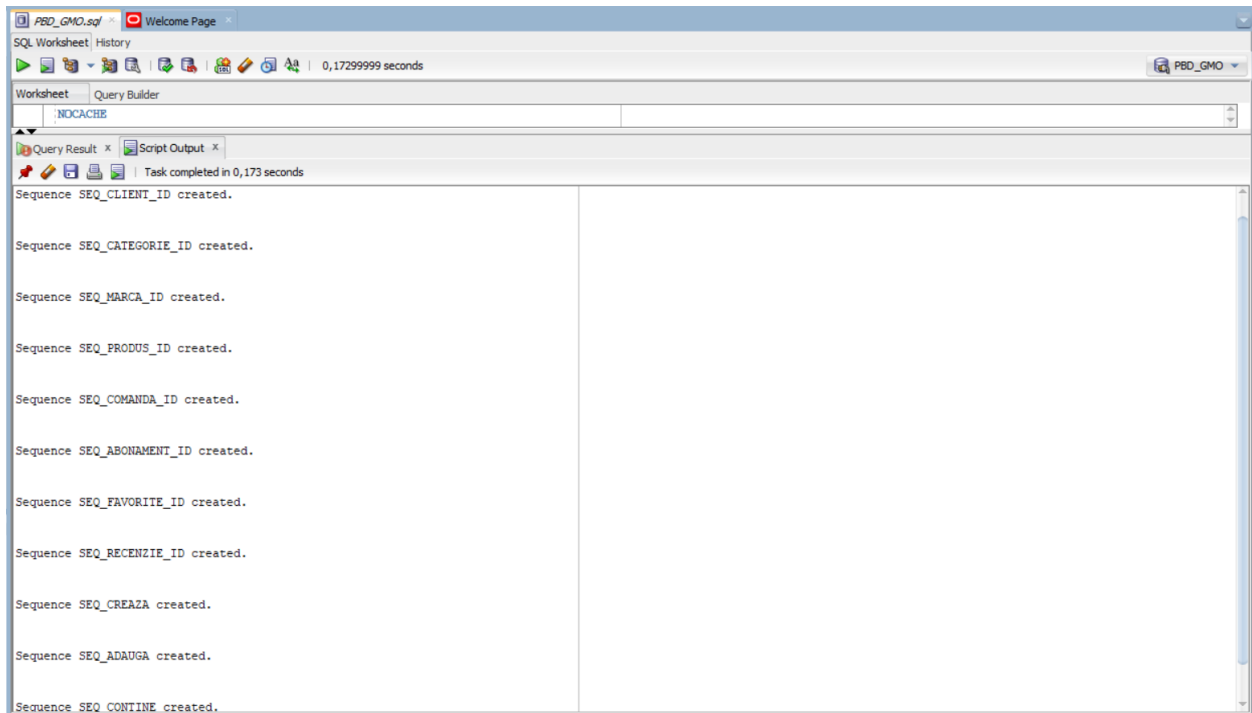 PBD_GMO.sql × Welcome Page ×
SQL Worksheet History
0,17299999 seconds
PBD_GMO
Worksheet Query Builder
NOCACHE
Query Result × Script Output ×
Task completed in 0,173 seconds
Sequence SEQ_CLIENT_ID created.
Sequence SEQ_CATEGORIE_ID created.
Sequence SEQ_MARCA_ID created.
Sequence SEQ_PRODUS_ID created.
Sequence SEQ_COMANDA_ID created.
Sequence SEQ_ABONAMENT_ID created.
Sequence SEQ_FAVORITE_ID created.
Sequence SEQ_RECENZIE_ID created.
Sequence SEQ_CREAZA created.
Sequence SEQ_ADAUGA created.
Sequence SEQ_CONTINE created.